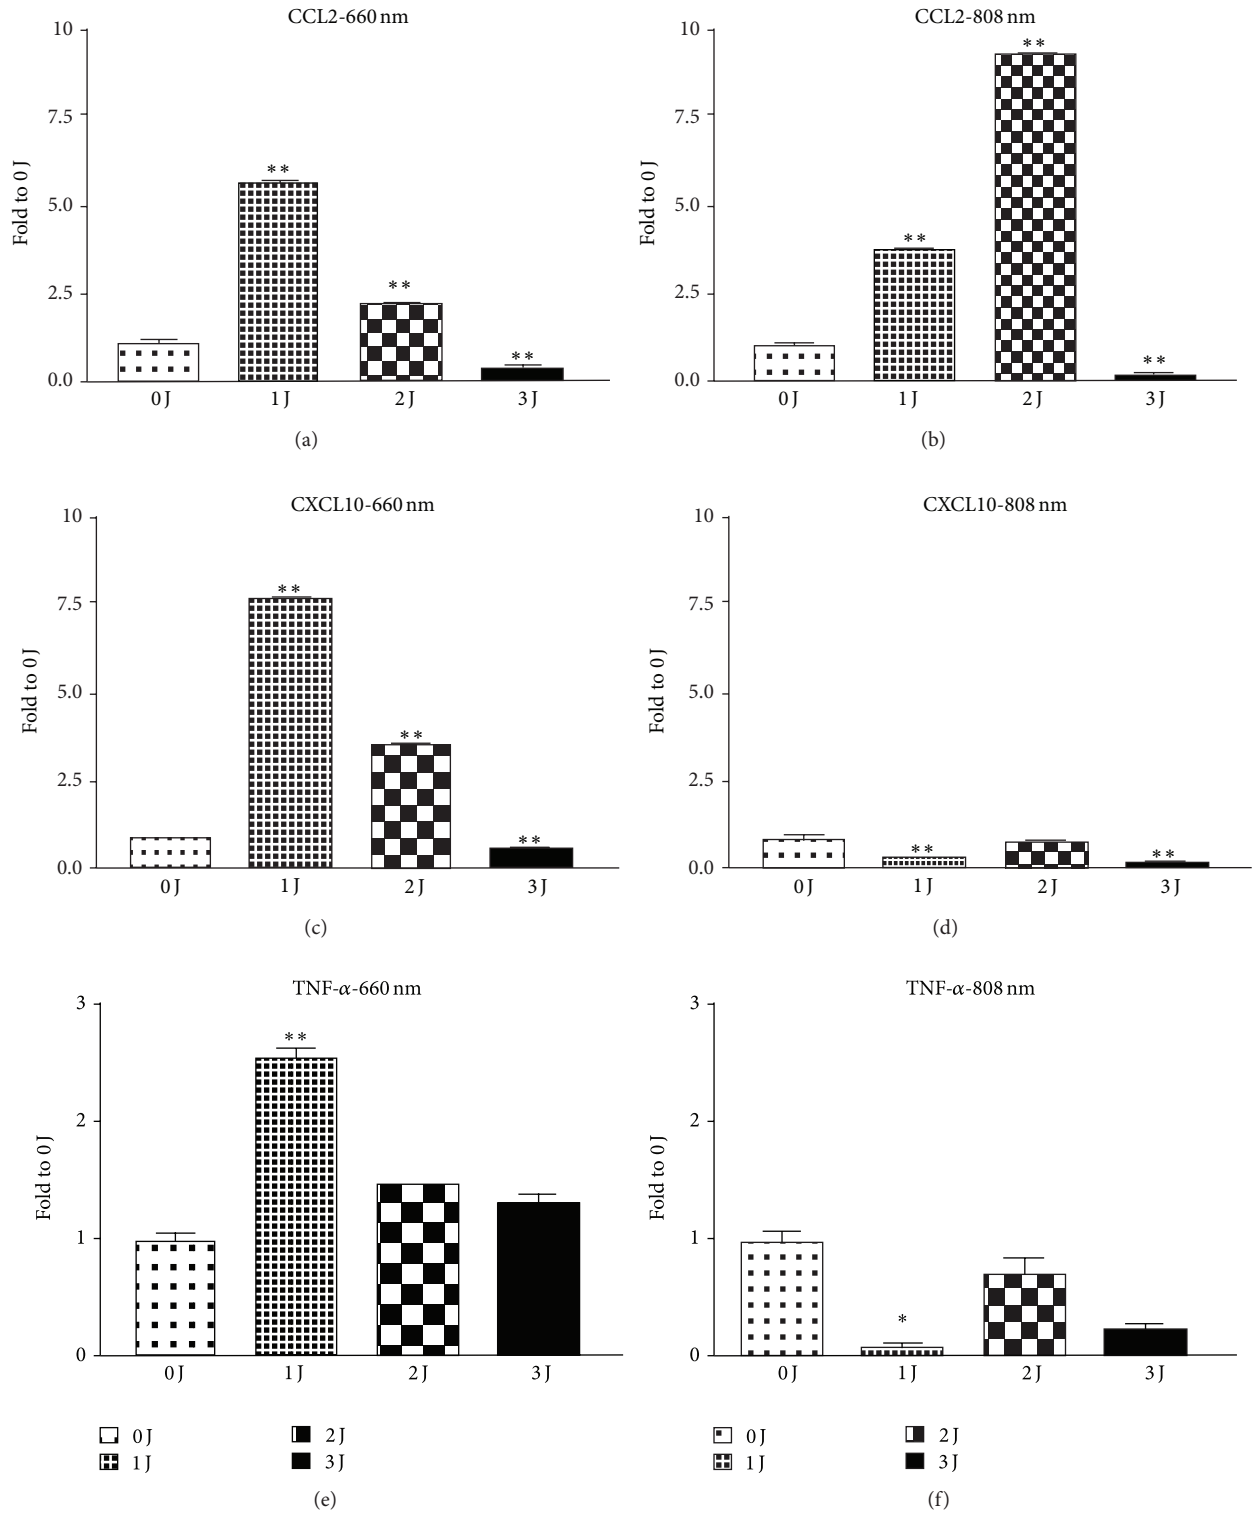 CCL2-660 nm
10
7.5
5.0
2.5
0.0
Fold to 0 J
**
**
**
0 J 1 J 2 J 3 J
(a)
CCL2-808 nm
10
7.5
5.0
2.5
0.0
Fold to 0 J
**
**
**
0 J 1 J 2 J 3 J
(b)
CXCL10-660 nm
10
7.5
5.0
2.5
0.0
Fold to 0 J
**
**
**
0 J 1 J 2 J 3 J
(c)
CXCL10-808 nm
10
7.5
5.0
2.5
0.0
Fold to 0 J
**
**
0 J 1 J 2 J 3 J
(d)
TNF-α-660 nm
3
2
1
0
Fold to 0 J
**
0 J 1 J 2 J 3 J
0 J 2 J
1 J 3 J
(e)
TNF-α-808 nm
3
2
1
0
Fold to 0 J
*
0 J 1 J 2 J 3 J
0 J 2 J
1 J 3 J
(f)